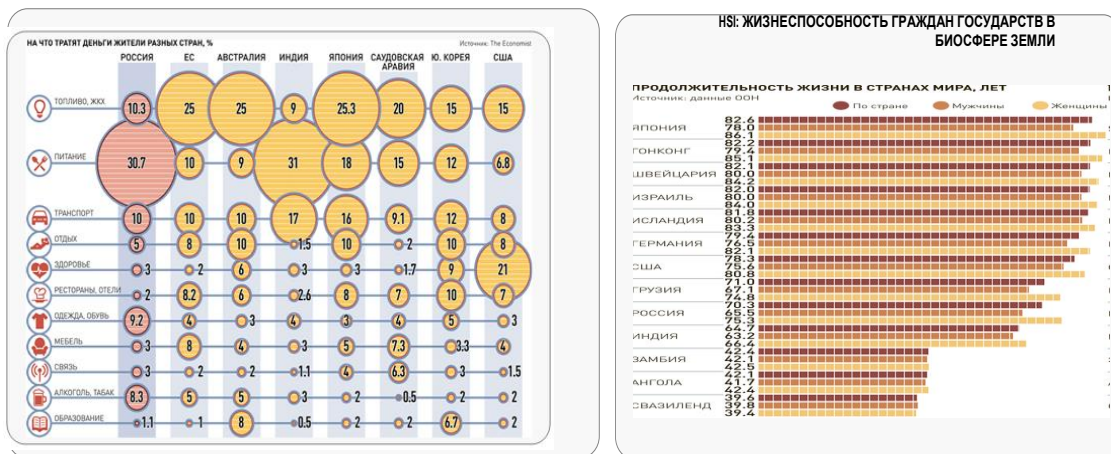 НА ЧТО ТРАТЯТ ДЕНЬГИ ЖИТЕЛИ РАЗНЫХ СТРАН, %
Источник: The Economist
РОССИЯ ЕС АВСТРАЛИЯ ИНДИЯ ЯПОНИЯ САУДОВСКАЯ АРАВИЯ Ю. КОРЕЯ США
ТОПЛИВО, ЖКХ 10.3 25 25 9 25.3 20 15 15
ПИТАНИЕ 30.7 10 9 31 18 15 12 6.8
ТРАНСПОРТ 10 10 10 17 16 9.1 12 8
ОТДЫХ 5 8 10 1.5 10 2 10 8
ЗДОРОВЬЕ 3 2 6 3 3 1.7 9 21
РЕСТОРАНЫ, ОТЕЛИ 2 8.2 6 2.6 8 7 10 7
ОДЕЖДА, ОБУВЬ 9.2 4 3 4 3 4 5 3
МЕБЕЛЬ 3 8 4 3 5 7.3 3.3 4
СВЯЗЬ 3 2 2 1.1 4 6.3 3 1.5
АЛКОГОЛЬ, ТАБАК 8.3 5 5 3 2 0.5 2 2
ОБРАЗОВАНИЕ 1.1 1 8 0.5 2 2 6.7 2
HSI: ЖИЗНЕСПОСОБНОСТЬ ГРАЖДАН ГОСУДАРСТВ В
БИОСФЕРЕ ЗЕМЛИ
ПРОДОЛЖИТЕЛЬНОСТЬ ЖИЗНИ В СТРАНАХ МИРА, ЛЕТ
Источник: данные ООН
По стране Мужчины Женщины
82.6
ЯПОНИЯ 78.0
86.1
82.2
ГОНКОНГ 79.4
85.1
82.1
ШВЕЙЦАРИЯ 80.0
84.2
82.0
ИЗРАИЛЬ 80.0
84.0
81.8
ИСЛАНДИЯ 80.2
83.3
79.4
ГЕРМАНИЯ 76.5
82.1
78.3
США 75.6
80.8
71.0
ГРУЗИЯ 67.1
74.8
70.3
РОССИЯ 65.5
75.3
64.7
ИНДИЯ 63.2
66.4
42.4
ЗАМБИЯ 42.1
42.5
42.1
АНГОЛА 41.7
42.4
39.6
СВАЗИЛЕНД 39.8
39.4